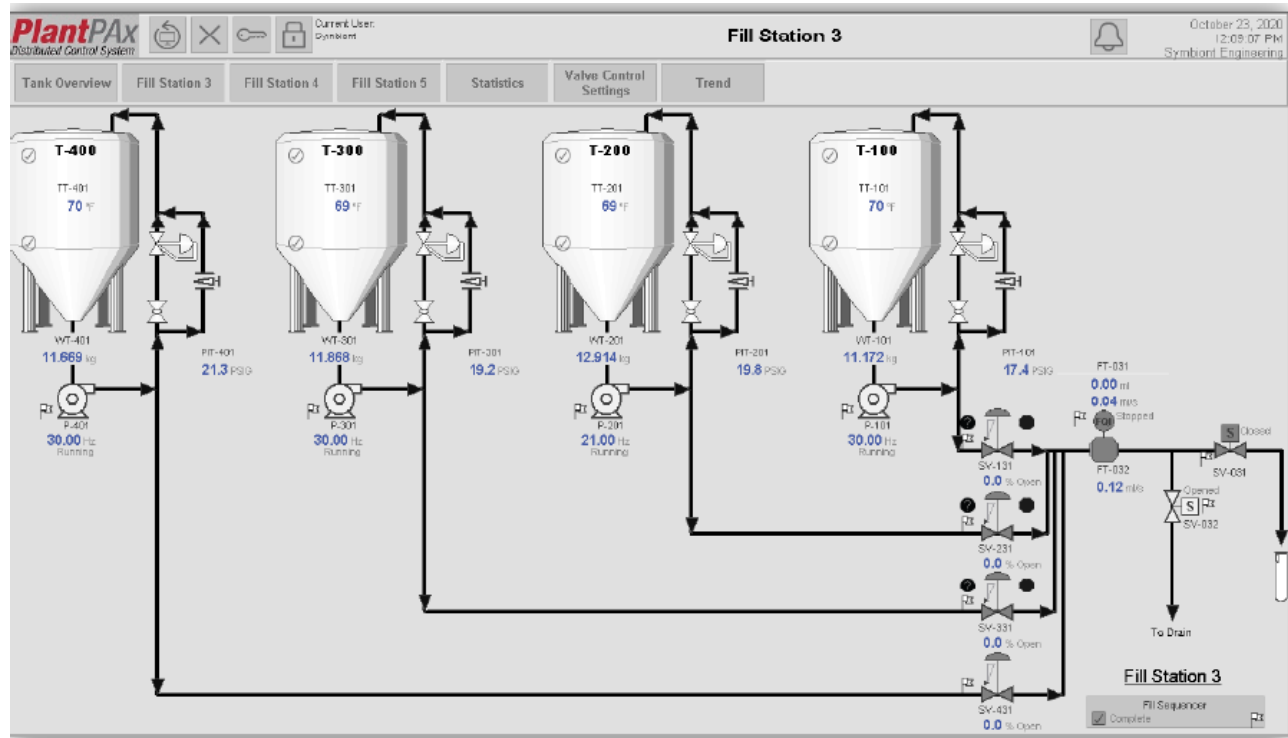 PlantPAx
Distributed Control System
Current User:
Symbiont
Fill Station 3
October 23, 2020
12:09:07 PM
Symbiont Engineering
Tank Overview
Fill Station 3
Fill Station 4
Fill Station 5
Statistics
Valve Control
Settings
Trend
T-400
TT-401
70 °F
T-300
TT-301
69 °F
T-200
TT-201
69 °F
T-100
TT-101
70 °F
WT-401
11.669 kg
PIT-401
21.3 PSIG
WT-301
11.868 kg
PIT-301
19.2 PSIG
WT-201
12.914 kg
PIT-201
19.8 PSIG
WT-101
11.172 kg
PIT-101
17.4 PSIG
P-401
30.00 Hz
Running
P-301
30.00 Hz
Running
P-201
21.00 Hz
Running
P-101
30.00 Hz
Running
FT-031
0.00 ml
0.04 ml/s
Stopped
FQI
FT-032
0.12 ml/s
S
Closed
SV-031
Opened
S
SV-032
?
SV-131
0.0 % Open
?
SV-231
0.0 % Open
?
SV-331
0.0 % Open
SV-431
0.0 % Open
To Drain
Fill Station 3
Fill Sequencer
Complete